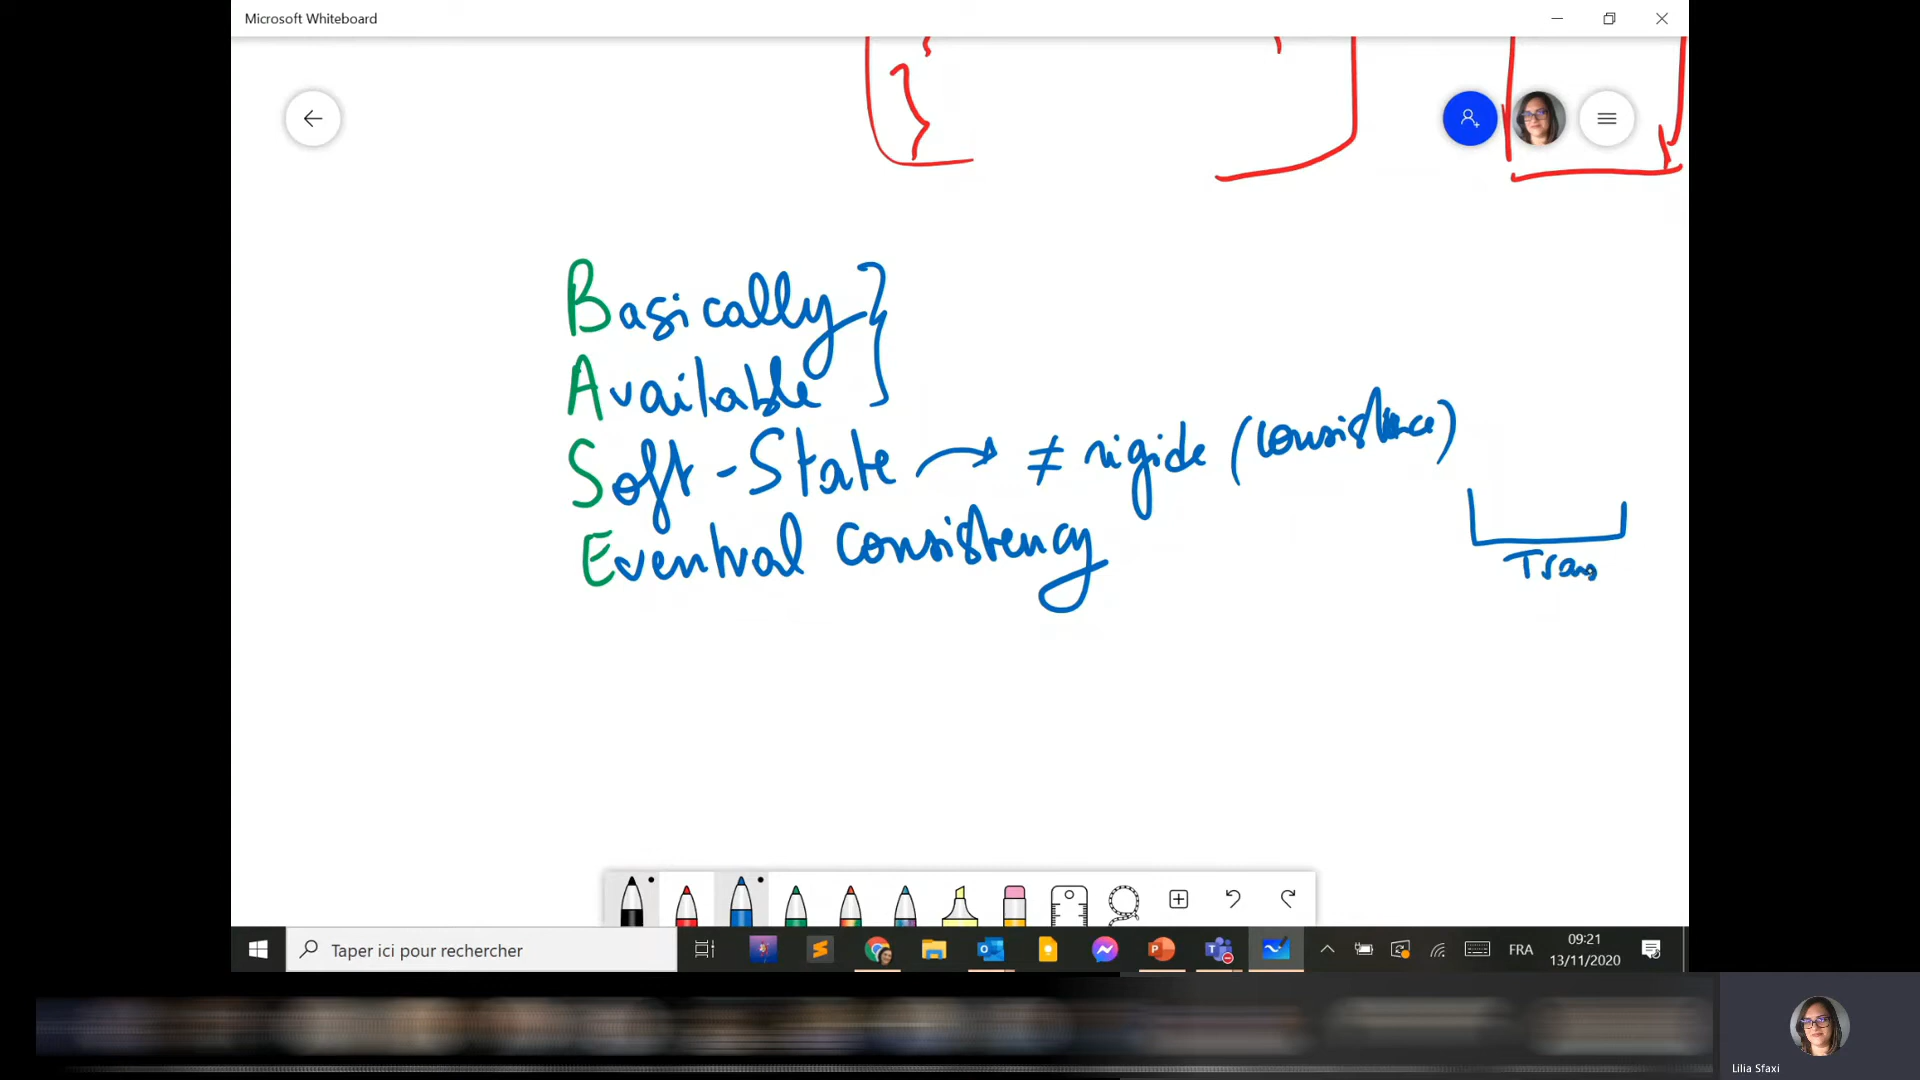 Microsoft Whiteboard
Basically
Available
Soft-State → ≠ rigide (consistence)
Eventual consistency
Trans
Taper ici pour rechercher
FRA
09:21
13/11/2020
Lilia Sfaxi